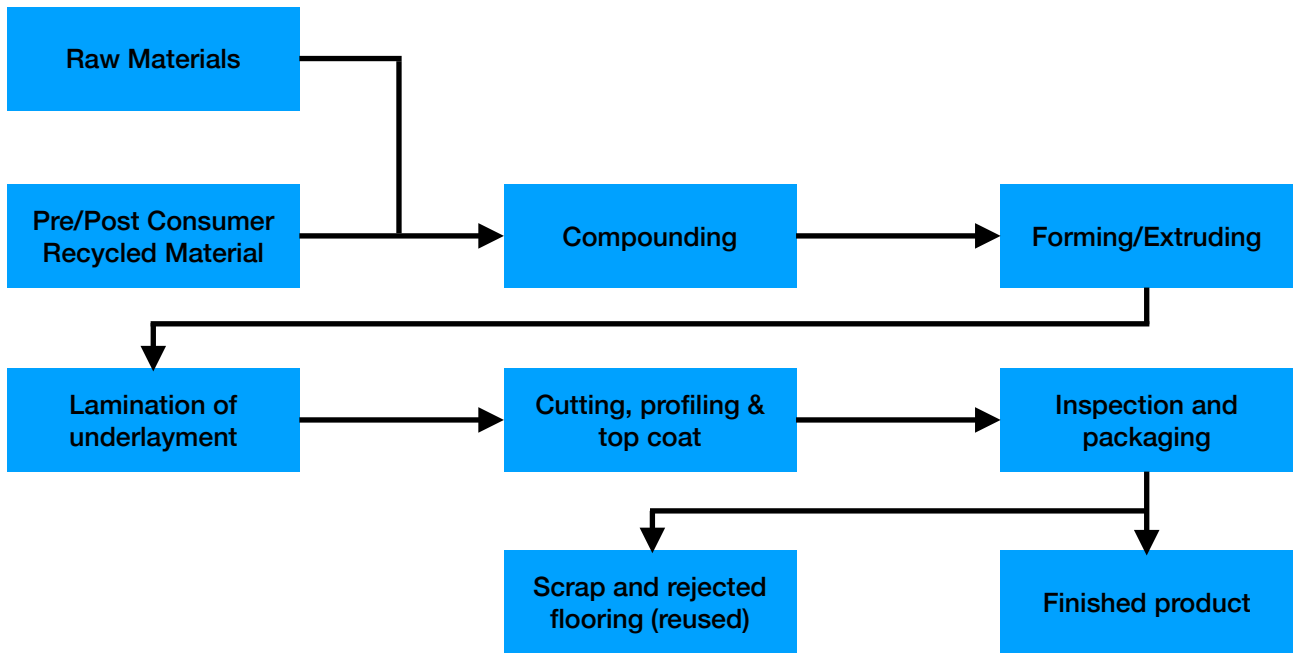 Raw Materials
Pre/Post Consumer
Recycled Material
Compounding
Forming/Extruding
Lamination of
underlayment
Cutting, profiling &
top coat
Inspection and
packaging
Scrap and rejected
flooring (reused)
Finished product